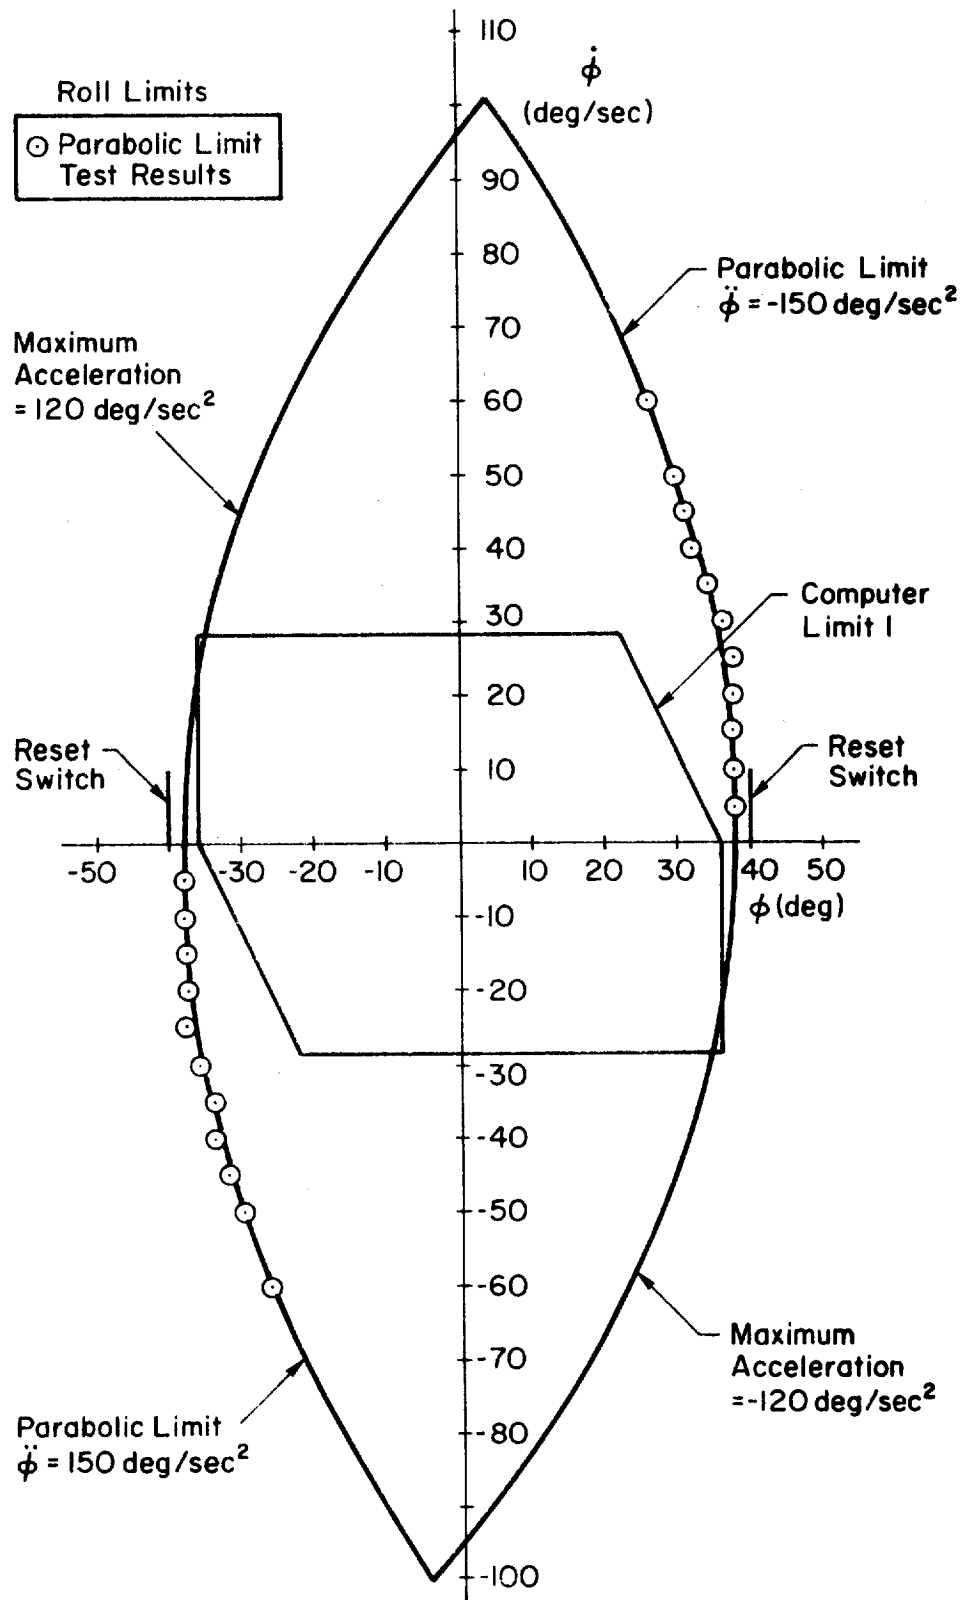 110
ϕ̇
(deg/sec)
Roll Limits
⊙ Parabolic Limit
Test Results
90
80
Parabolic Limit
ϕ̈ = -150 deg/sec²
70
Maximum
Acceleration
= 120 deg/sec²
60
50
40
Computer
Limit 1
30
20
Reset
Switch
10
Reset
Switch
-50 -30 -20 -10 10 20 30 40 50
ϕ (deg)
-10
-20
-30
-40
-50
-60
Maximum
Acceleration
=-120 deg/sec²
-70
Parabolic Limit
ϕ̈ = 150 deg/sec²
-80
-100